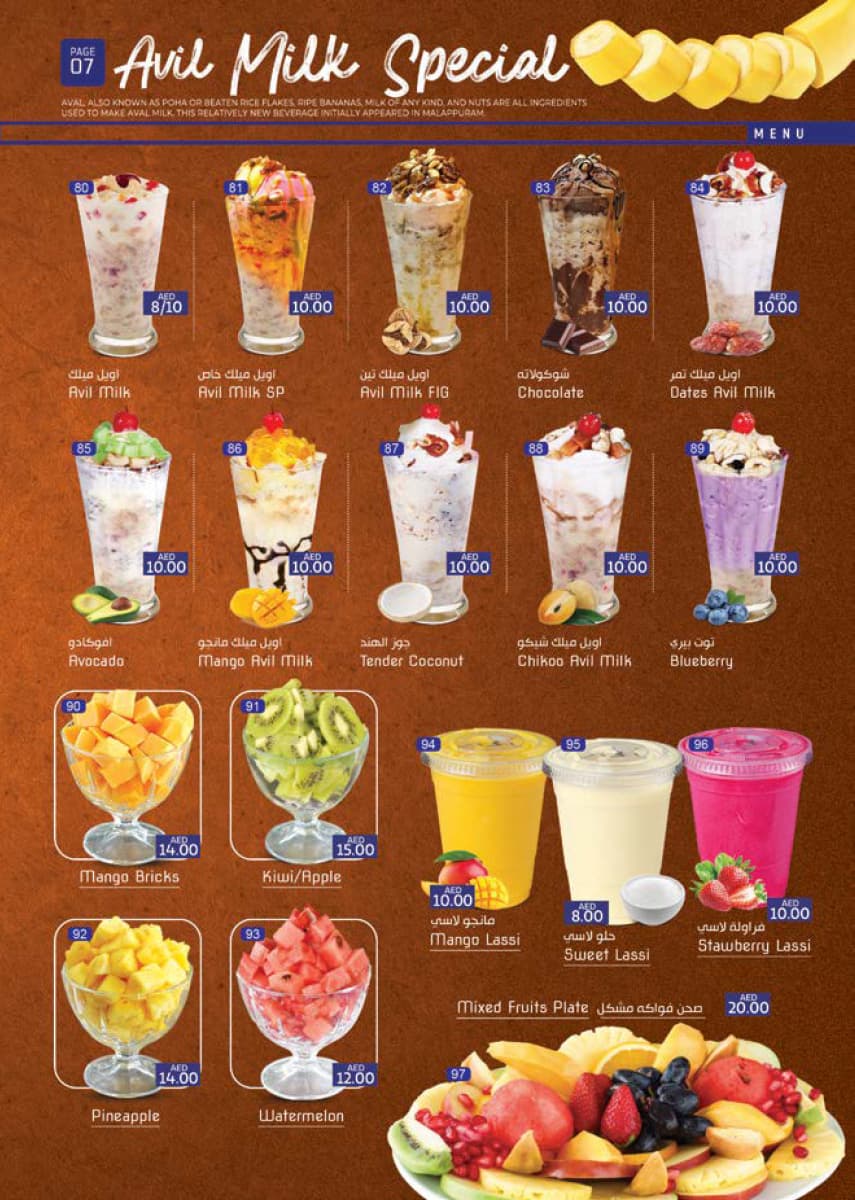 PAGE
07
Avil Milk Special
AVAL, ALSO KNOWN AS POHA OR BEATEN RICE FLAKES, RIPE BANANAS, MILK OF ANY KIND, AND NUTS ARE ALL INGREDIENTS
USED TO MAKE AVAL MILK. THIS RELATIVELY NEW BEVERAGE INITIALLY APPEARED IN MALAPPURAM.
MENU
80
AED
8/10
اويل ميلك
Avil Milk
81
AED
10.00
اويل ميلك خاص
Avil Milk SP
82
AED
10.00
اويل ميلك تين
Avil Milk FIG
83
AED
10.00
شوكولاته
Chocolate
84
AED
10.00
اويل ميلك تمر
Dates Avil Milk
85
AED
10.00
افوكادو
Avocado
86
AED
10.00
اويل ميلك مانجو
Mango Avil Milk
87
AED
10.00
جوز الهند
Tender Coconut
88
AED
10.00
اويل ميلك شيكو
Chikoo Avil Milk
89
AED
10.00
توت بيري
Blueberry
90
AED
14.00
Mango Bricks
91
AED
15.00
Kiwi/Apple
92
AED
14.00
Pineapple
93
AED
12.00
Watermelon
94
AED
10.00
مانجو لاسي
Mango Lassi
95
AED
8.00
حلو لاسي
Sweet Lassi
96
AED
10.00
فراولة لاسي
Stawberry Lassi
Mixed Fruits Plate صحن فواكه مشكل
AED
20.00
97